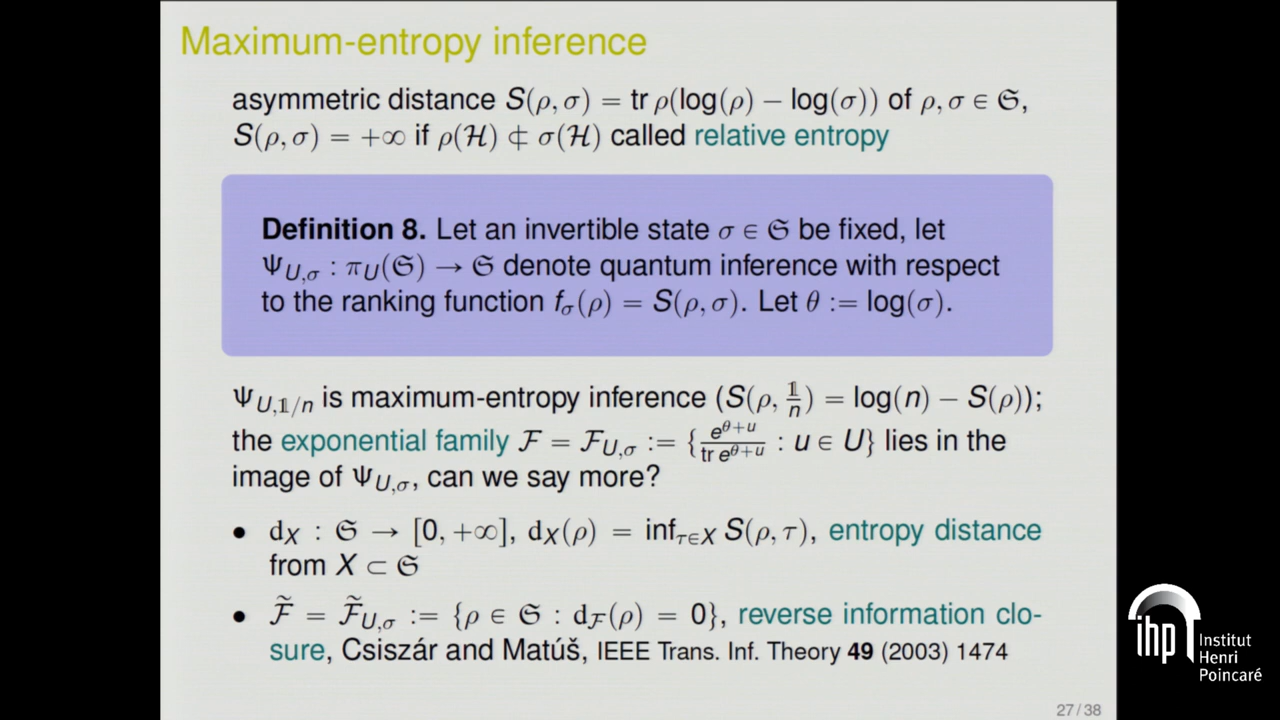 Maximum-entropy inference
asymmetric distance S(ρ, σ) = tr ρ(log(ρ) − log(σ)) of ρ, σ ∈ 𝔖,
S(ρ, σ) = +∞ if ρ(ℋ) ⊄ σ(ℋ) called relative entropy
Definition 8. Let an invertible state σ ∈ 𝔖 be fixed, let
Ψ_{U,σ} : π_U(𝔖) → 𝔖 denote quantum inference with respect
to the ranking function f_σ(ρ) = S(ρ, σ). Let θ := log(σ).
Ψ_{U,𝟙/n} is maximum-entropy inference (S(ρ, 𝟙/n) = log(n) − S(ρ));
the exponential family ℱ = ℱ_{U,σ} := {e^{θ+u}/tr e^{θ+u} : u ∈ U} lies in the
image of Ψ_{U,σ}, can we say more?
• d_X : 𝔖 → [0, +∞], d_X(ρ) = inf_{τ∈X} S(ρ, τ), entropy distance
from X ⊂ 𝔖
• ℱ̃ = ℱ̃_{U,σ} := {ρ ∈ 𝔖 : d_ℱ(ρ) = 0}, reverse information clo-
sure, Csiszár and Matúš, IEEE Trans. Inf. Theory 49 (2003) 1474
27/38
ihp
Institut
Henri
Poincaré